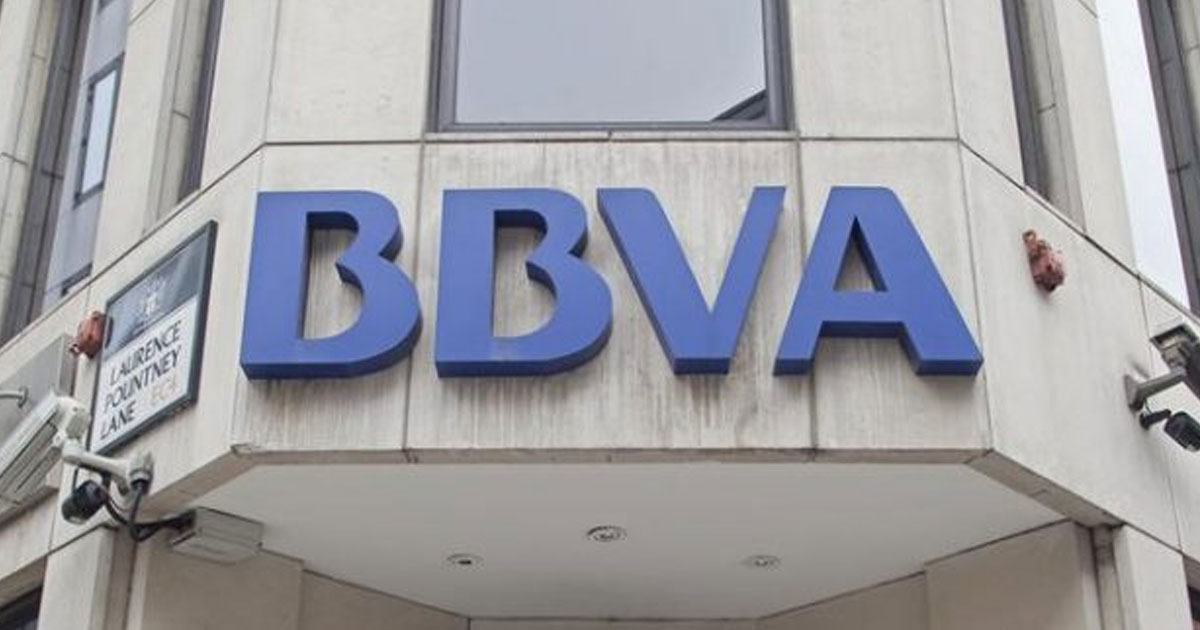 BBVA
LAURENCE
POUNTNEY
LANE EC4